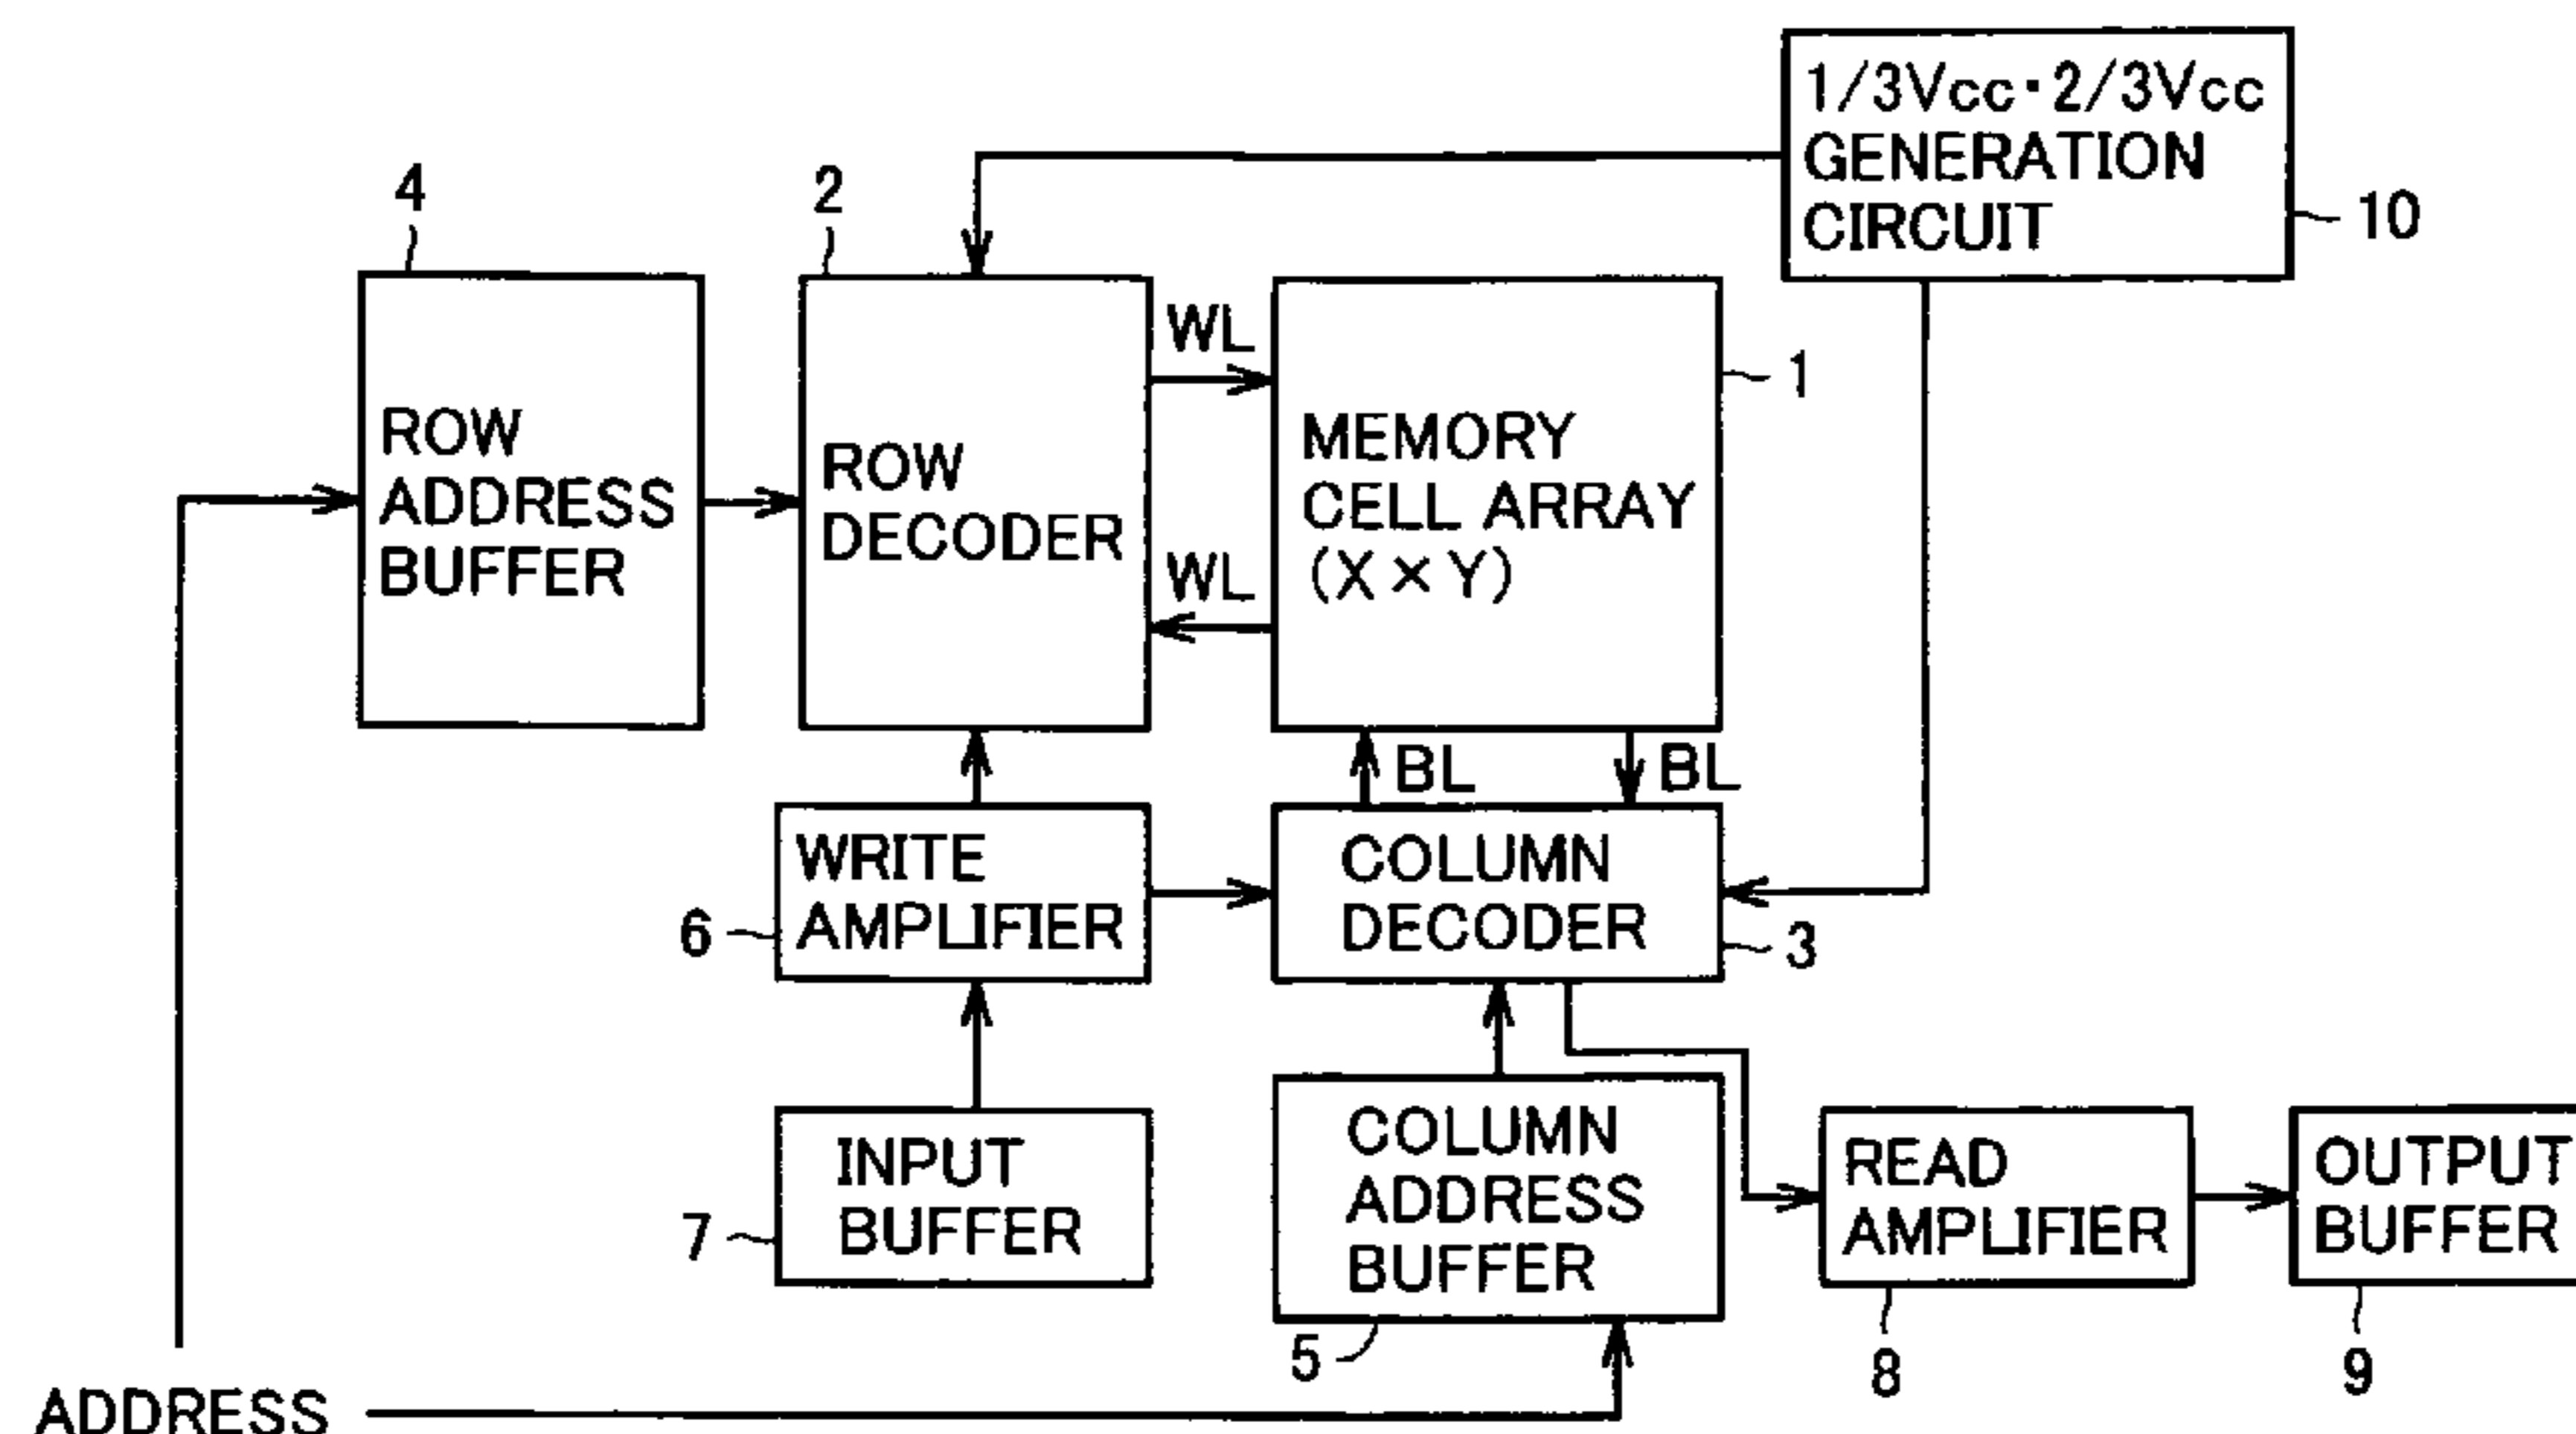 1/3Vcc・2/3Vcc
GENERATION
CIRCUIT
10
4
2
ROW
ADDRESS
BUFFER
ROW
DECODER
WL
WL
MEMORY
CELL ARRAY
(X × Y)
1
BL
BL
WRITE
AMPLIFIER
6
COLUMN
DECODER
3
INPUT
BUFFER
7
COLUMN
ADDRESS
BUFFER
5
READ
AMPLIFIER
8
OUTPUT
BUFFER
9
ADDRESS